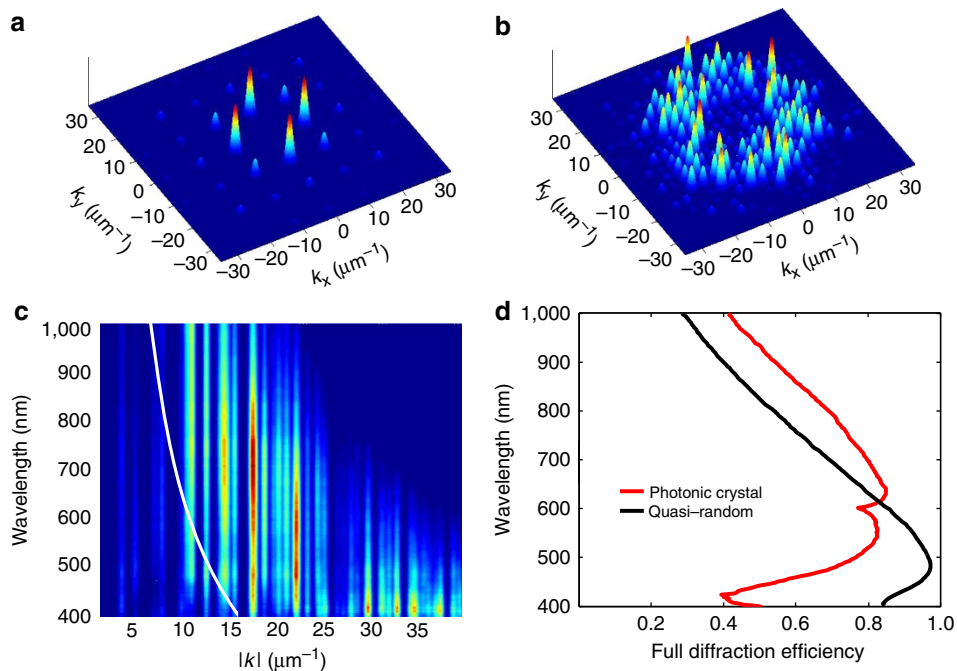 a
30
20
10
0
–10
–20
–30
ky (μm–1)
–30
–20
–10
0
10
20
30
kx (μm–1)
b
30
20
10
0
–10
–20
–30
ky (μm–1)
–30
–20
–10
0
10
20
30
kx (μm–1)
c
1,000
900
800
700
600
500
400
Wavelength (nm)
5 10 15 20 25 30 35
|k| (μm–1)
d
1,000
900
800
700
600
500
400
Wavelength (nm)
Photonic crystal
Quasi–random
0.2 0.4 0.6 0.8 1.0
Full diffraction efficiency